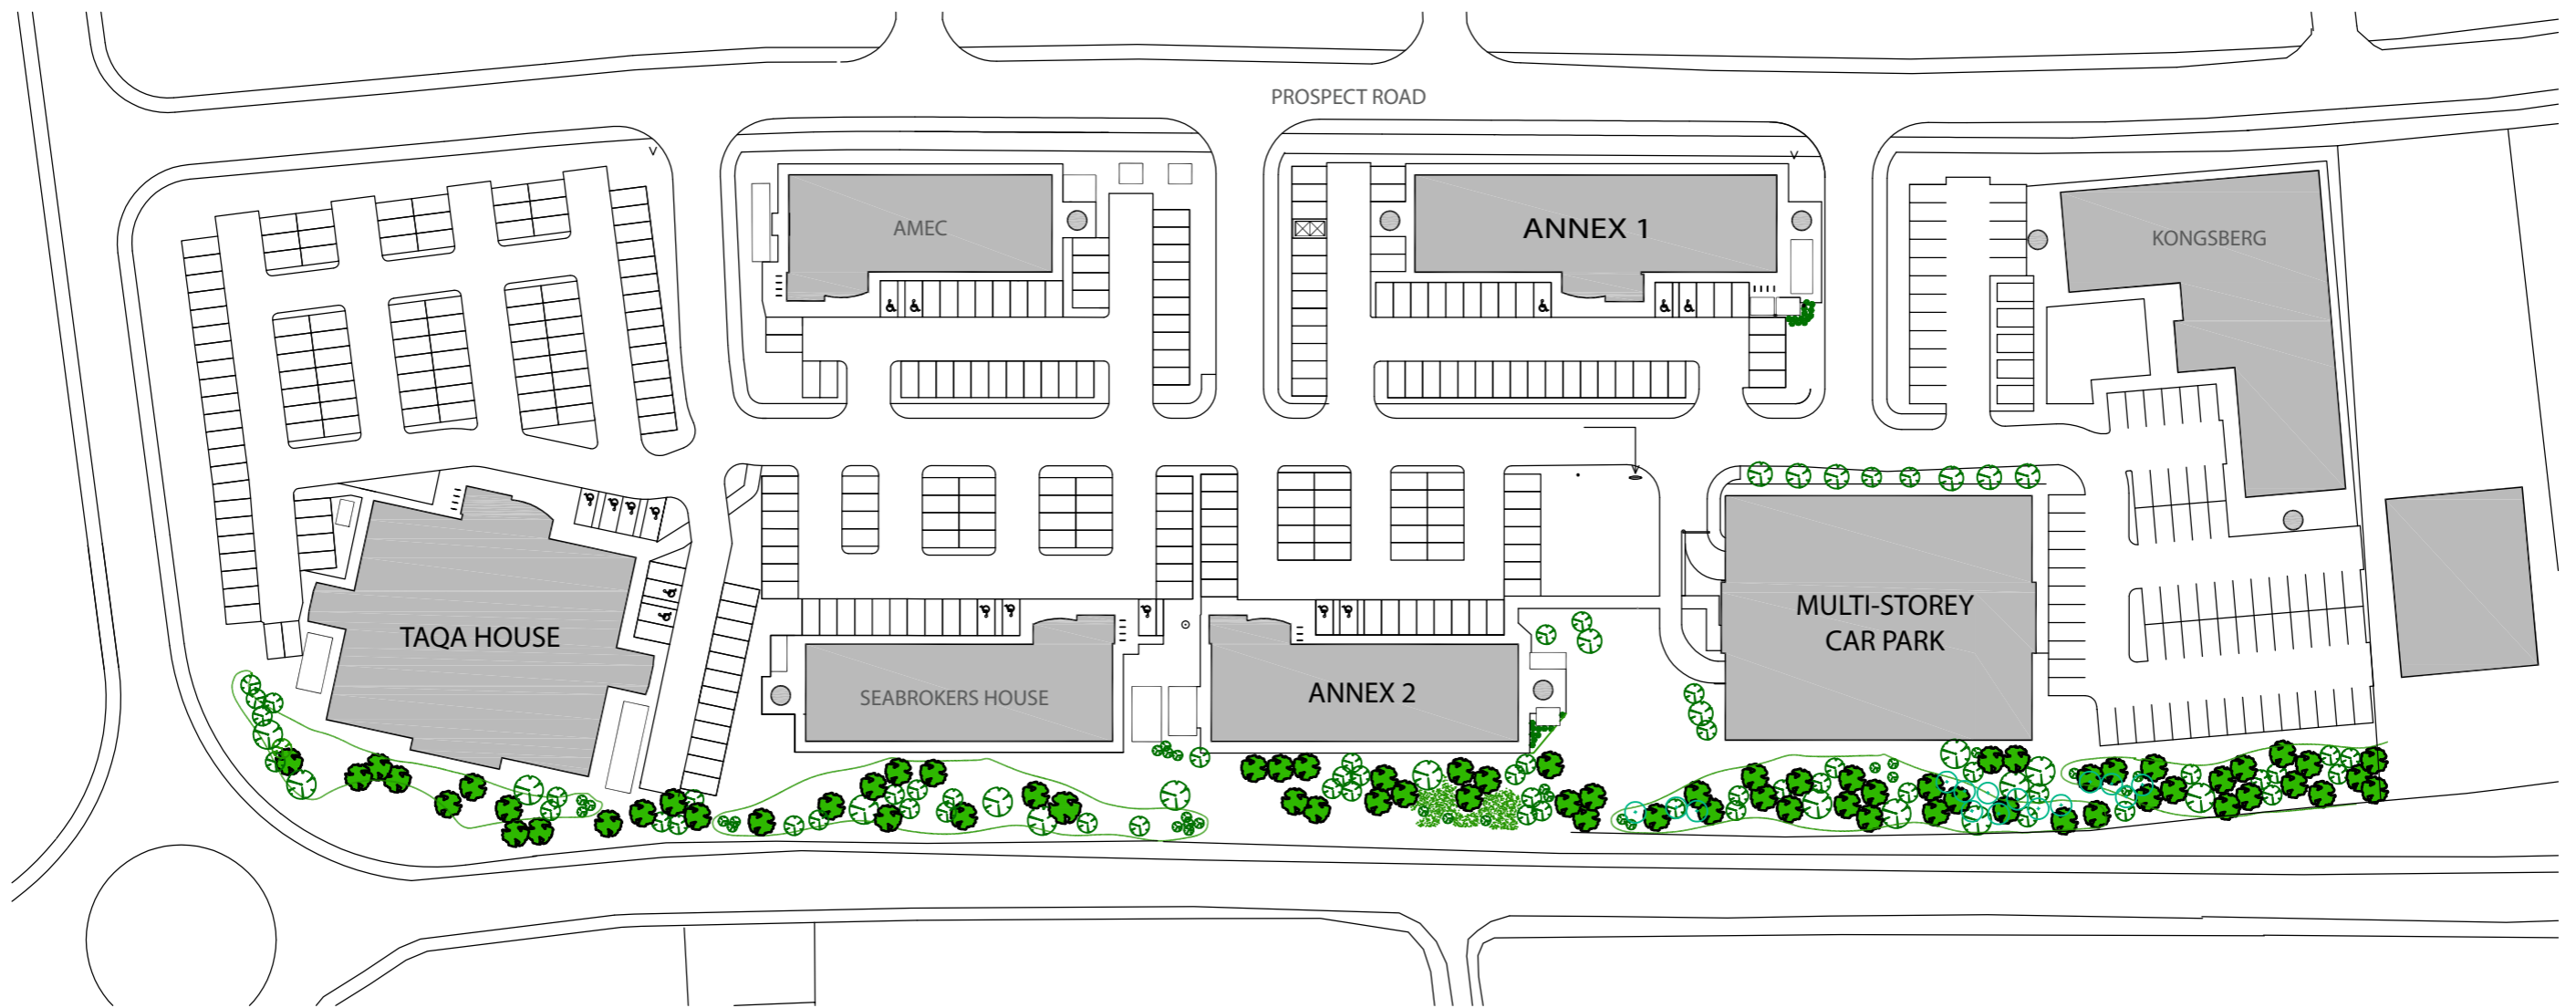 PROSPECT ROAD
AMEC
ANNEX 1
KONGSBERG
TAQA HOUSE
SEABROKERS HOUSE
ANNEX 2
MULTI-STOREY
CAR PARK